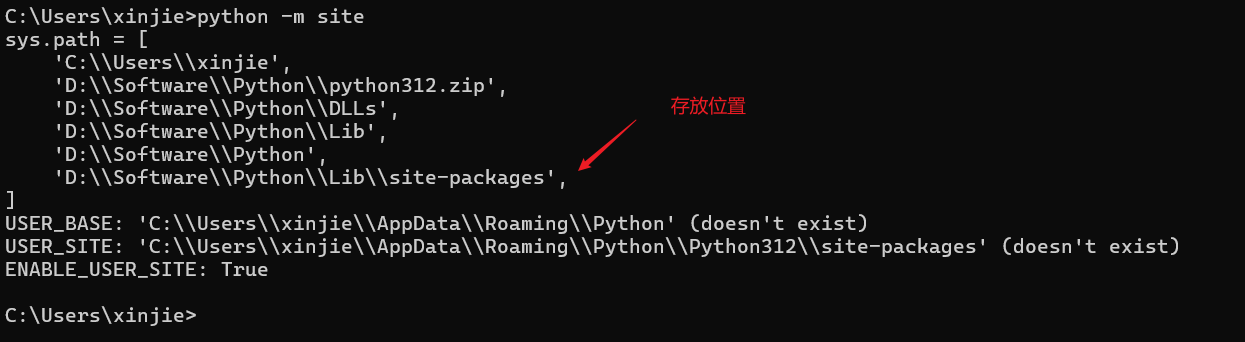 C:\Users\xinjie>python -m site
sys.path = [
    'C:\\Users\\xinjie',
    'D:\\Software\\Python\\python312.zip',
    'D:\\Software\\Python\\DLLs',
    'D:\\Software\\Python\\Lib',
    'D:\\Software\\Python',
    'D:\\Software\\Python\\Lib\\site-packages',
]
存放位置
USER_BASE: 'C:\\Users\\xinjie\\AppData\\Roaming\\Python' (doesn't exist)
USER_SITE: 'C:\\Users\\xinjie\\AppData\\Roaming\\Python\\Python312\\site-packages' (doesn't exist)
ENABLE_USER_SITE: True
C:\Users\xinjie>